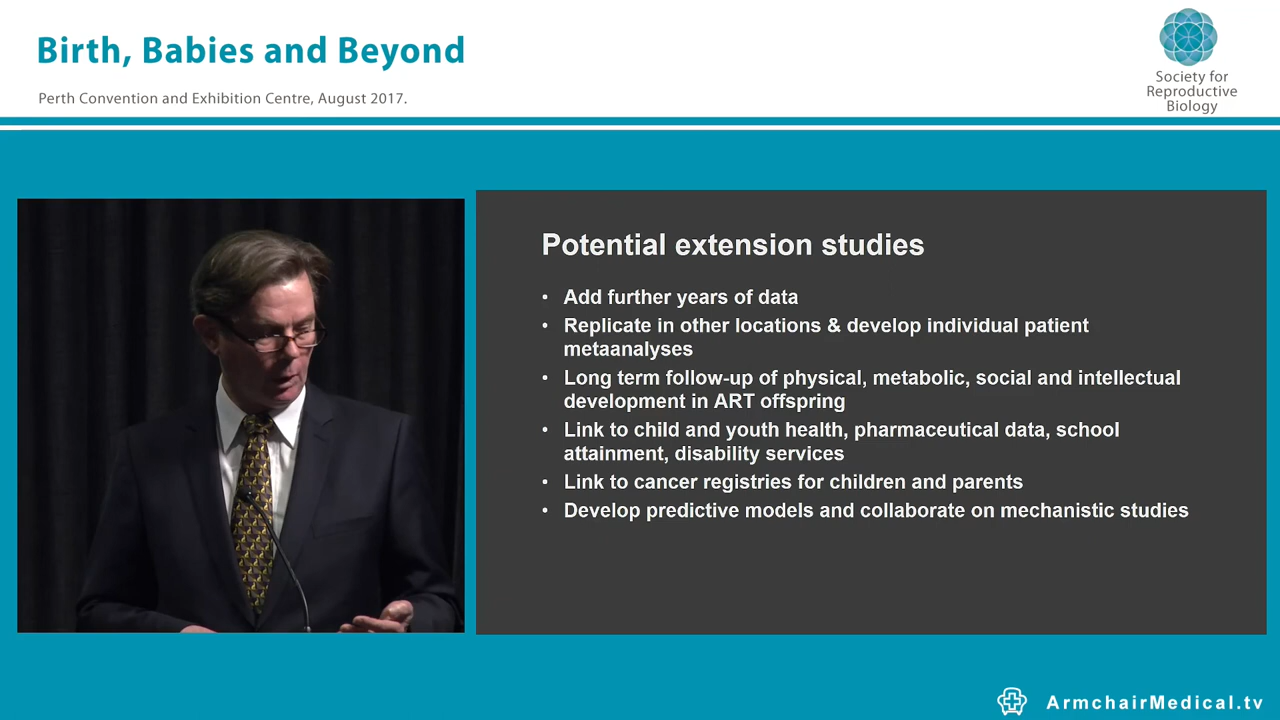 Birth, Babies and Beyond
Perth Convention and Exhibition Centre, August 2017.
Society for
Reproductive
Biology
Potential extension studies
• Add further years of data
• Replicate in other locations & develop individual patient
metaanalyses
• Long term follow-up of physical, metabolic, social and intellectual
development in ART offspring
• Link to child and youth health, pharmaceutical data, school
attainment, disability services
• Link to cancer registries for children and parents
• Develop predictive models and collaborate on mechanistic studies
ArmchairMedical.tv